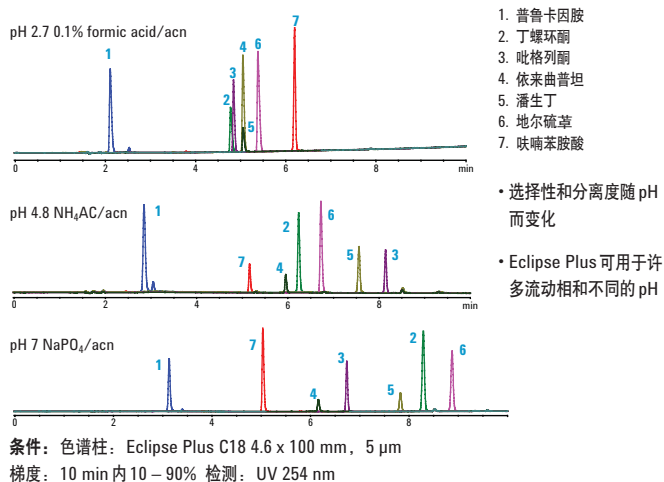 pH 2.7 0.1% formic acid/acn
1
2
3
4
5
6
7
0 2 4 6 8 min
pH 4.8 NH₄AC/acn
1
7
4
2
6
5
3
0 2 4 6 8 min
pH 7 NaPO₄/acn
1
7
4
3
5
2
6
0 2 4 6 8
1. 普鲁卡因胺
2. 丁螺环酮
3. 吡格列酮
4. 依来曲普坦
5. 潘生丁
6. 地尔硫䓬
7. 呋喃苯胺酸
• 选择性和分离度随 pH
而变化
• Eclipse Plus 可用于许
多流动相和不同的 pH
条件：色谱柱：Eclipse Plus C18 4.6 x 100 mm，5 µm
梯度：10 min 内 10 – 90% 检测：UV 254 nm